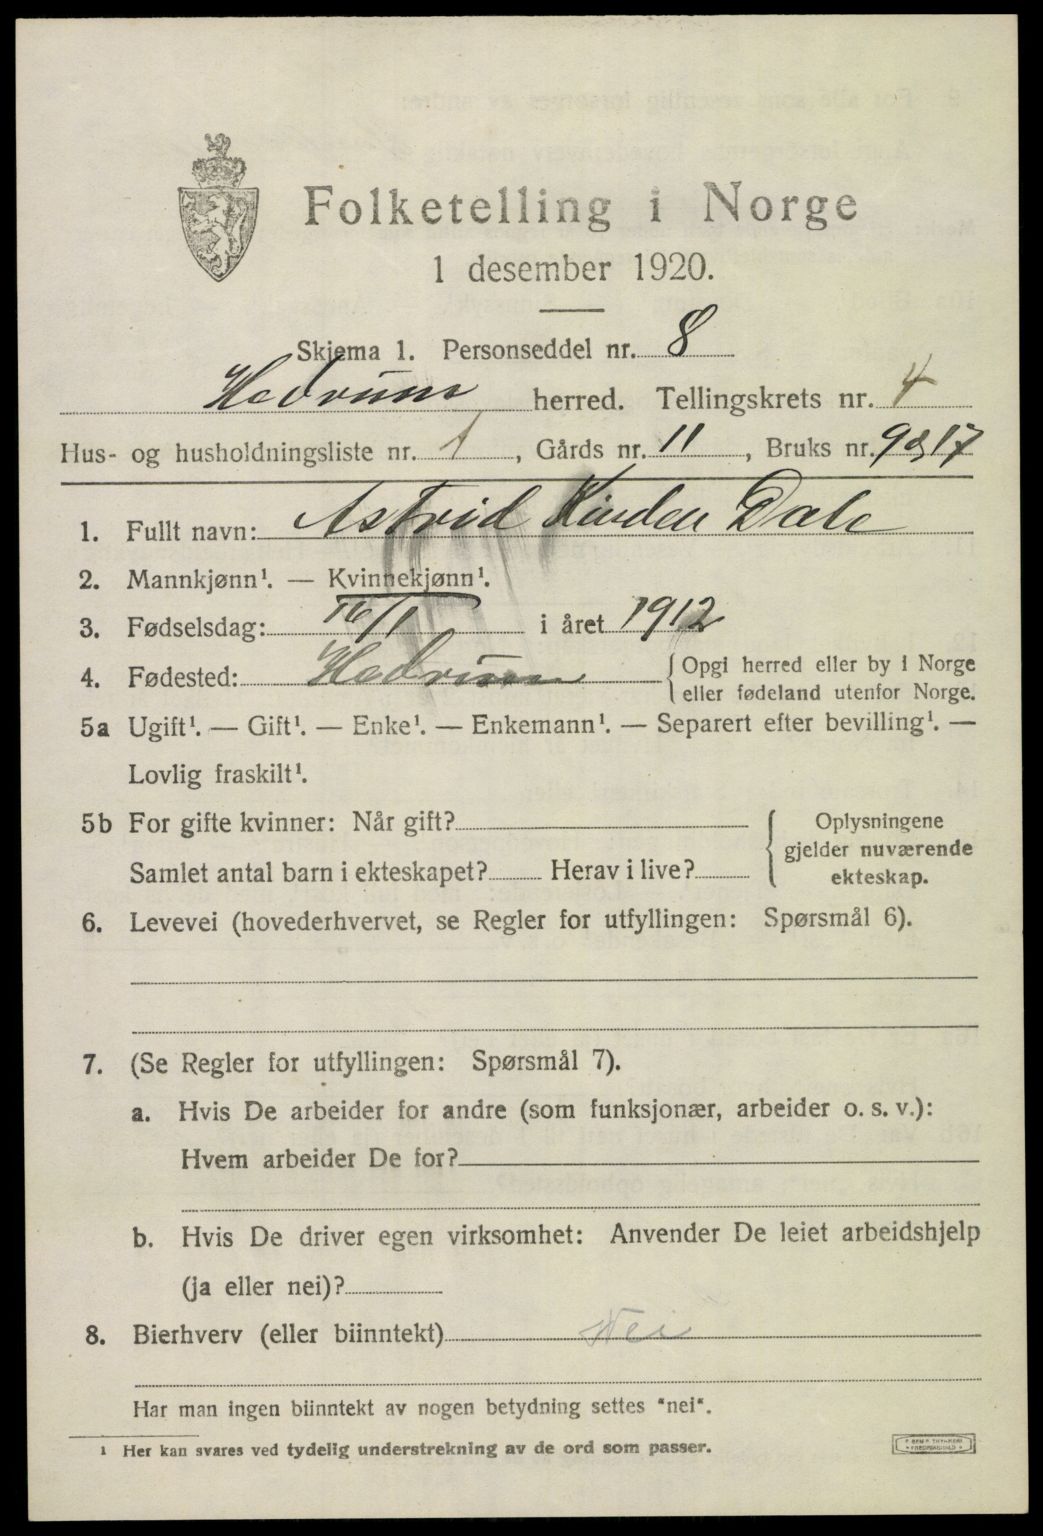 Folketelling i Norge
1 desember 1920.
Skjema 1. Personseddel nr. 8
Hedrum herred. Tellingskrets nr. 4
Hus- og husholdningsliste nr. 1, Gårds nr. 11, Bruks nr. 9 og 17
1. Fullt navn: Astrid Dale
2. Mannkjønn¹. — Kvinnekjønn¹.
3. Fødselsdag: 16/1 i året 1912
4. Fødested: Hedrum { Opgi herred eller by i Norge
eller fødeland utenfor Norge.
5a Ugift¹. — Gift¹. — Enke¹. — Enkemann¹. — Separert efter bevilling¹. —
Lovlig fraskilt¹.
5b For gifte kvinner: Når gift? { Oplysningene
gjelder nuværende
Samlet antal barn i ekteskapet? Herav i live? ekteskap.
6. Levevei (hovederhvervet, se Regler for utfyllingen: Spørsmål 6).
7. (Se Regler for utfyllingen: Spørsmål 7).
a. Hvis De arbeider for andre (som funksjonær, arbeider o. s. v.):
Hvem arbeider De for?
b. Hvis De driver egen virksomhet: Anvender De leiet arbeidshjelp
(ja eller nei)?
8. Bierhverv (eller biinntekt) Nei
Har man ingen biinntekt av nogen betydning settes "nei".
¹ Her kan svares ved tydelig understrekning av de ord som passer.